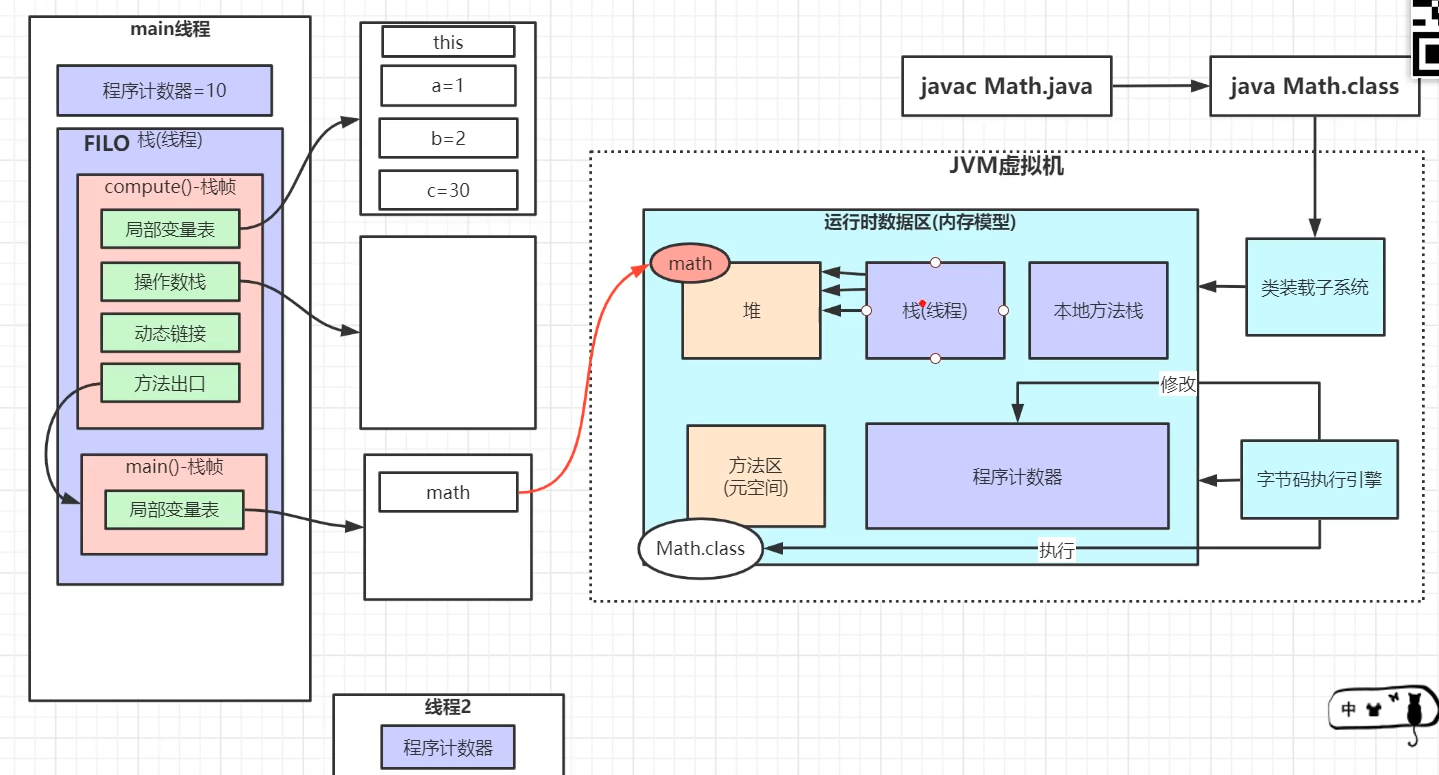 main线程
程序计数器=10
FILO 栈(线程)
compute()-栈帧
局部变量表
操作数栈
动态链接
方法出口
main()-栈帧
局部变量表
this
a=1
b=2
c=30
math
线程2
程序计数器
javac Math.java
java Math.class
JVM虚拟机
运行时数据区(内存模型)
math
堆
栈(线程)
本地方法栈
类装载子系统
修改
方法区
(元空间)
程序计数器
字节码执行引擎
Math.class
执行
中